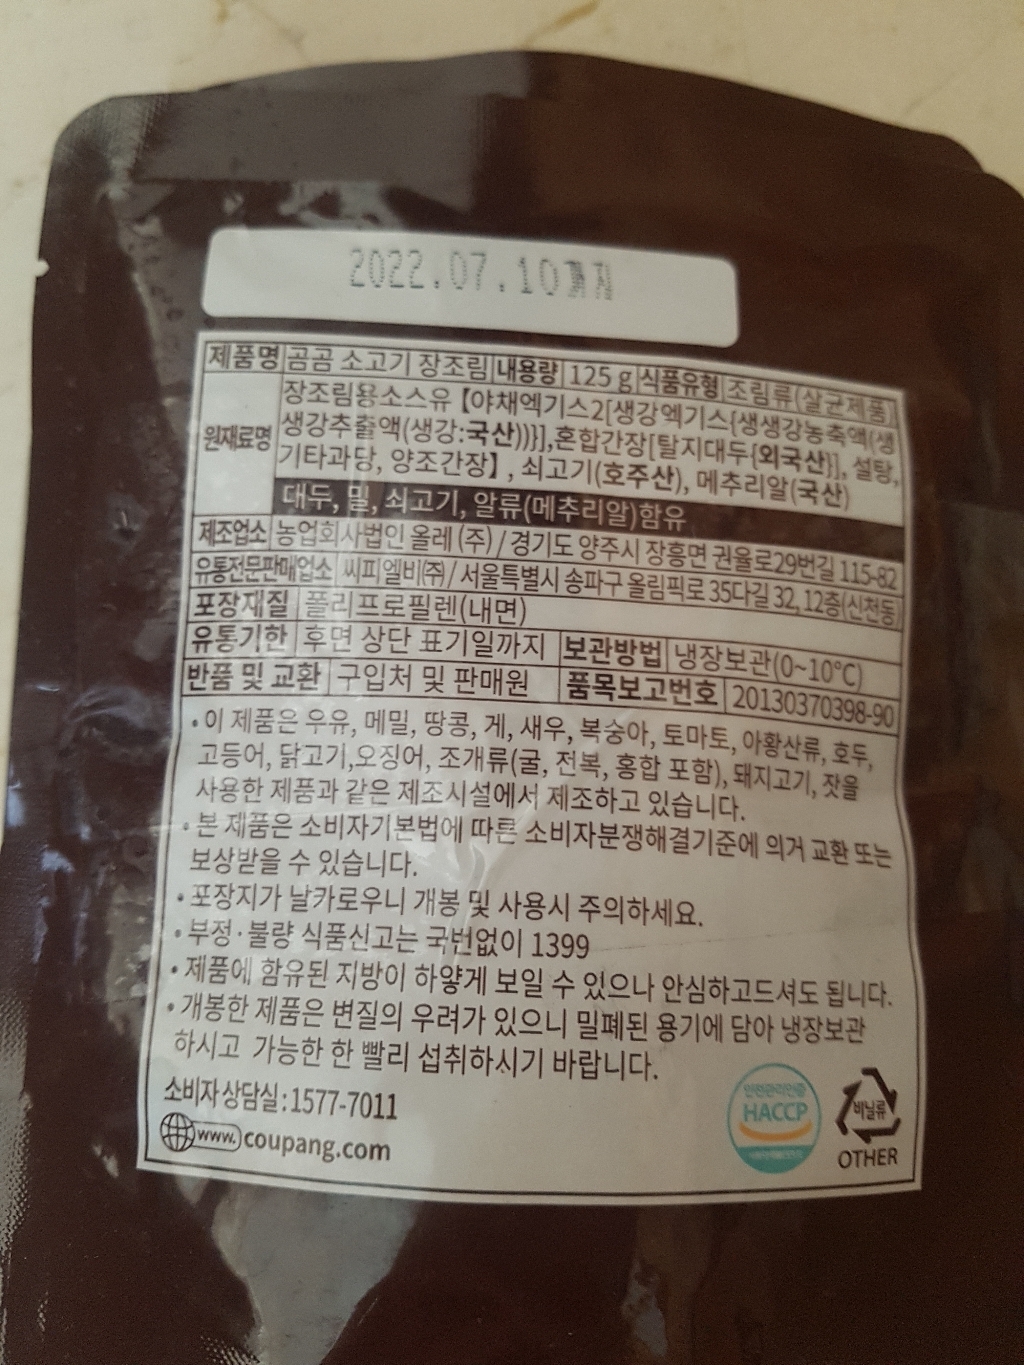 2022.07.10까지
제품명 곰곰 소고기 장조림 내용량 125 g 식품유형 조림류(살균제품)
원재료명 장조림용소스유【야채엑기스2[생강엑기스{생생강농축액(생
생강추출액(생강:국산))}],혼합간장[탈지대두{외국산}], 설탕,
기타과당, 양조간장】, 쇠고기(호주산), 메추리알(국산)
대두, 밀, 쇠고기, 알류(메추리알)함유
제조업소 농업회사법인 올레 (주) / 경기도 양주시 장흥면 권율로29번길 115-82
유통전문판매업소 씨피엘비㈜ / 서울특별시 송파구 올림픽로 35다길 32, 12층(신천동)
포장재질 폴리프로필렌(내면)
유통기한 후면 상단 표기일까지 보관방법 냉장보관(0~10℃)
반품 및 교환 구입처 및 판매원 품목보고번호 20130370398-90
• 이 제품은 우유, 메밀, 땅콩, 게, 새우, 복숭아, 토마토, 아황산류, 호두,
고등어, 닭고기,오징어, 조개류(굴, 전복, 홍합 포함), 돼지고기, 잣을
사용한 제품과 같은 제조시설에서 제조하고 있습니다.
• 본 제품은 소비자기본법에 따른 소비자분쟁해결기준에 의거 교환 또는
보상받을 수 있습니다.
• 포장지가 날카로우니 개봉 및 사용시 주의하세요.
• 부정·불량 식품신고는 국번없이 1399
• 제품에 함유된 지방이 하얗게 보일 수 있으나 안심하고드셔도 됩니다.
• 개봉한 제품은 변질의 우려가 있으니 밀폐된 용기에 담아 냉장보관
하시고 가능한 한 빨리 섭취하시기 바랍니다.
소비자상담실:1577-7011
www. coupang.com
안전관리인증
HACCP
비닐류
OTHER